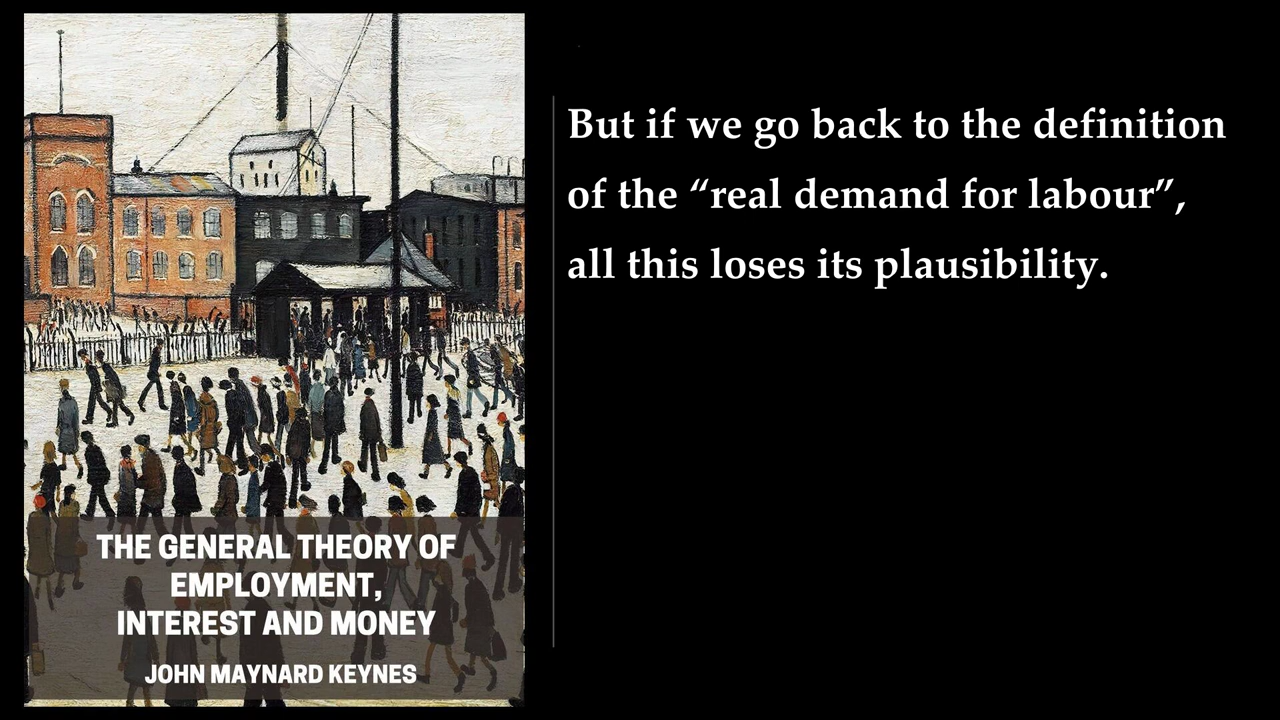 THE GENERAL THEORY OF
EMPLOYMENT,
INTEREST AND MONEY
JOHN MAYNARD KEYNES
But if we go back to the definition
of the “real demand for labour”,
all this loses its plausibility.